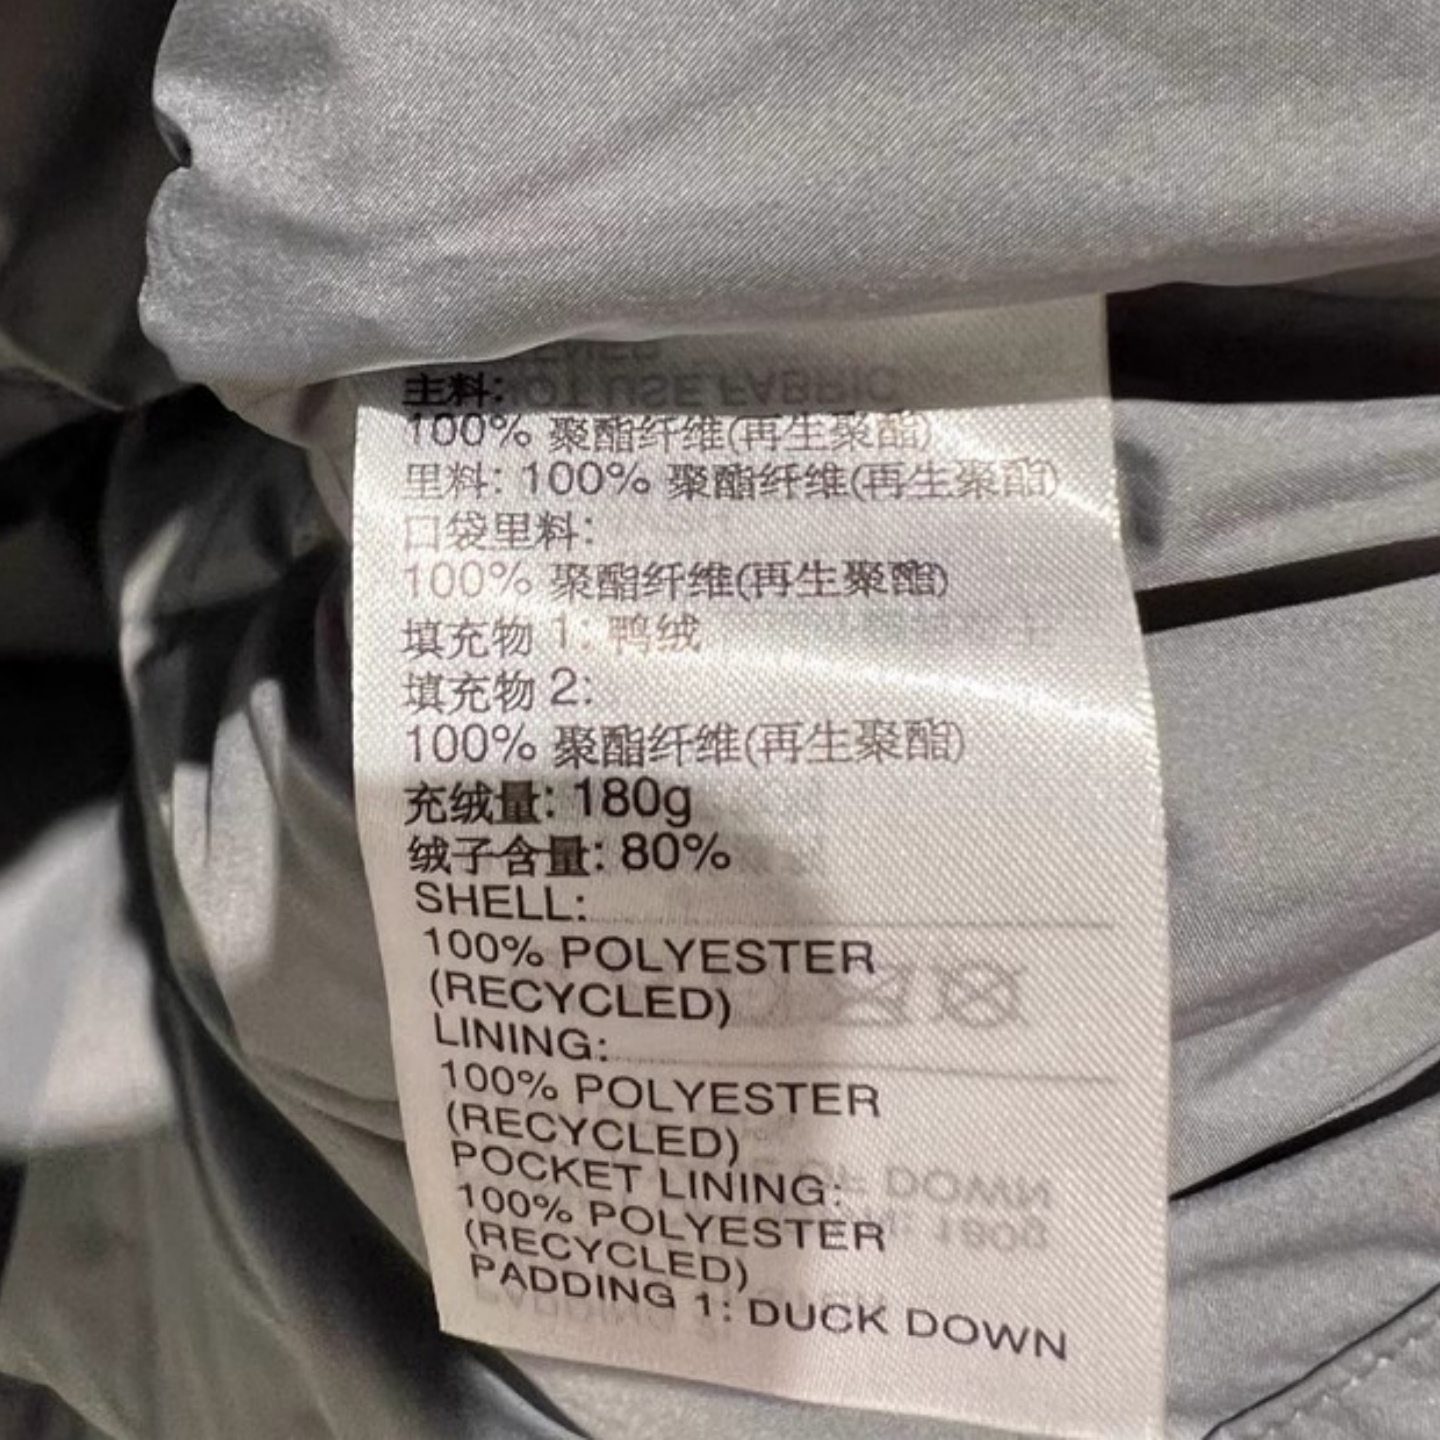 主料:
100% 聚酯纤维(再生聚酯)
里料: 100% 聚酯纤维(再生聚酯)
口袋里料:
100% 聚酯纤维(再生聚酯)
填充物 1: 鸭绒
填充物 2:
100% 聚酯纤维(再生聚酯)
充绒量: 180g
绒子含量: 80%
SHELL:
100% POLYESTER
(RECYCLED)
LINING:
100% POLYESTER
(RECYCLED)
POCKET LINING:
100% POLYESTER
(RECYCLED)
PADDING 1: DUCK DOWN